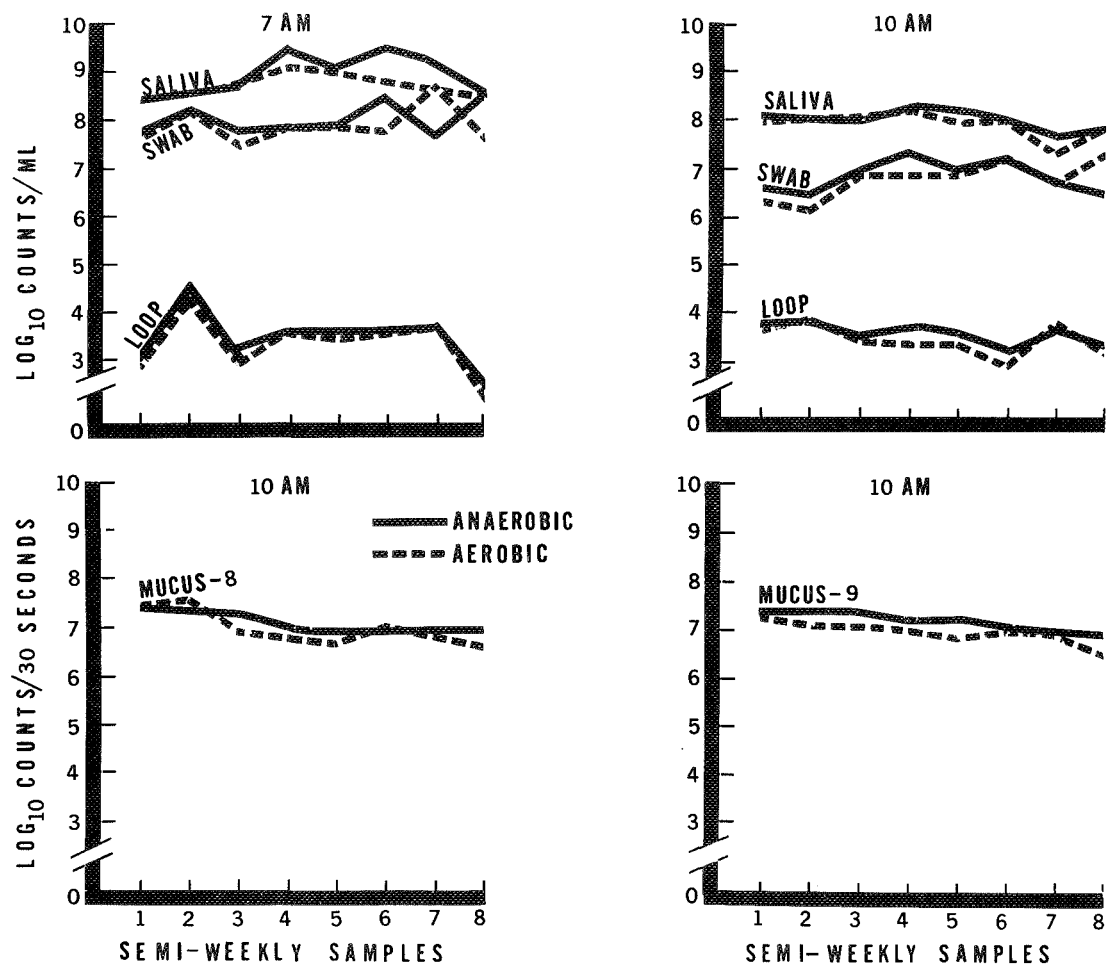 7 AM
10
9
8
7
6
5
4
3
0
LOG10 COUNTS/ML
SALIVA
SWAB
LOOP
10 AM
10
9
8
7
6
5
4
3
0
SALIVA
SWAB
LOOP
10 AM
10
9
8
7
6
5
4
3
0
LOG10 COUNTS/30 SECONDS
ANAEROBIC
AEROBIC
MUCUS-8
1 2 3 4 5 6 7 8
SEMI-WEEKLY SAMPLES
10 AM
10
9
8
7
6
5
4
3
0
MUCUS-9
1 2 3 4 5 6 7 8
SEMI-WEEKLY SAMPLES